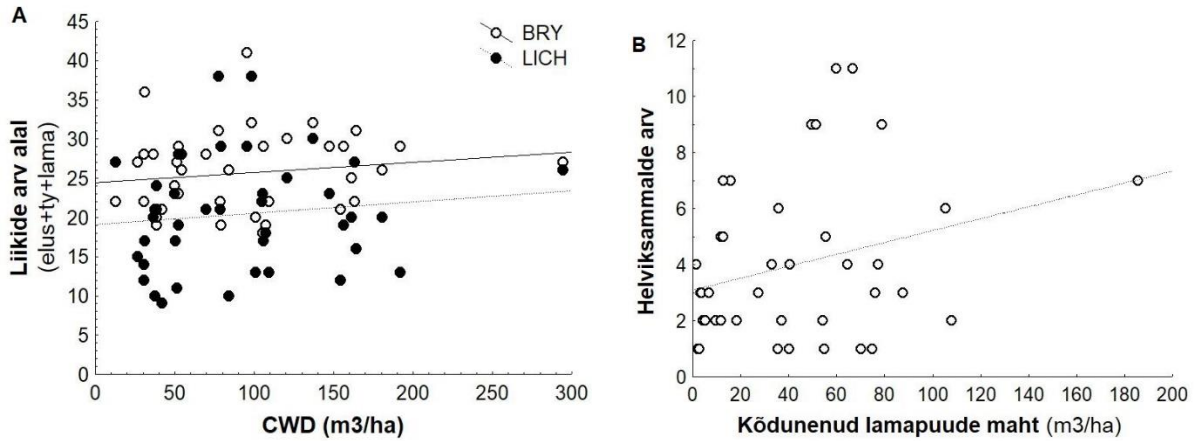 A
Liikide arv alal
(elus+ty+lama)
45
40
35
30
25
20
15
10
5
0
BRY
LICH
0 50 100 150 200 250 300
CWD (m3/ha)
B
Helviksammalde arv
12
10
8
6
4
2
0
0 20 40 60 80 100 120 140 160 180 200
Kõdunenud lamapuude maht (m3/ha)